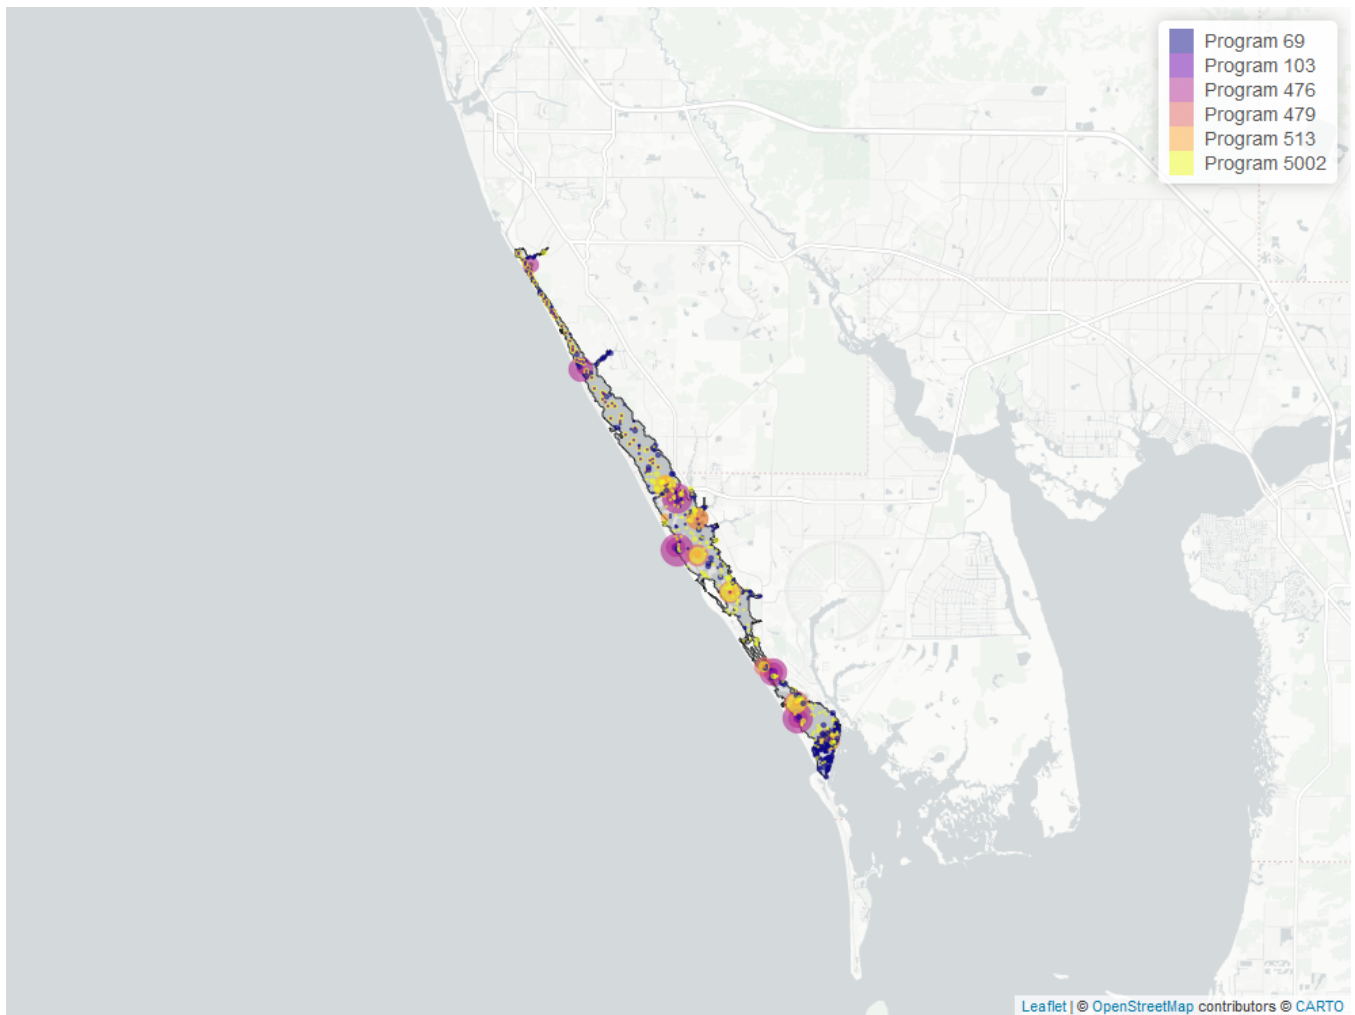 Program 69
Program 103
Program 476
Program 479
Program 513
Program 5002
Leaflet | © OpenStreetMap contributors © CARTO